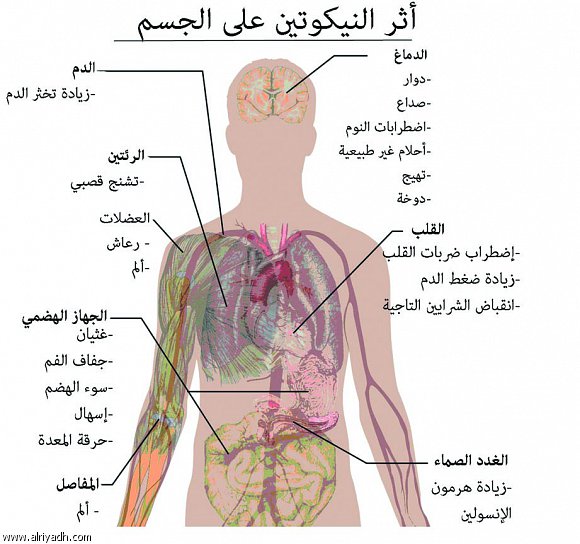 أثر النيكوتين على الجسم
الدماغ
-دوار
-صداع
-اضطرابات النوم
-أحلام غير طبيعية
-تهيج
-دوخة
القلب
-إضطراب ضربات القلب
-زيادة ضغط الدم
-انقباض الشرايين التاجية
الغدد الصماء
-زيادة هرمون
الإنسولين
الدم
-زيادة تخثر الدم
الرئتين
-تشنج قصبي
العضلات
- رعاش
-ألم
الجهاز الهضمي
-غثيان
-جفاف الفم
-سوء الهضم
-إسهال
-حرقة المعدة
المفاصل
- ألم
www.alriyadh.com